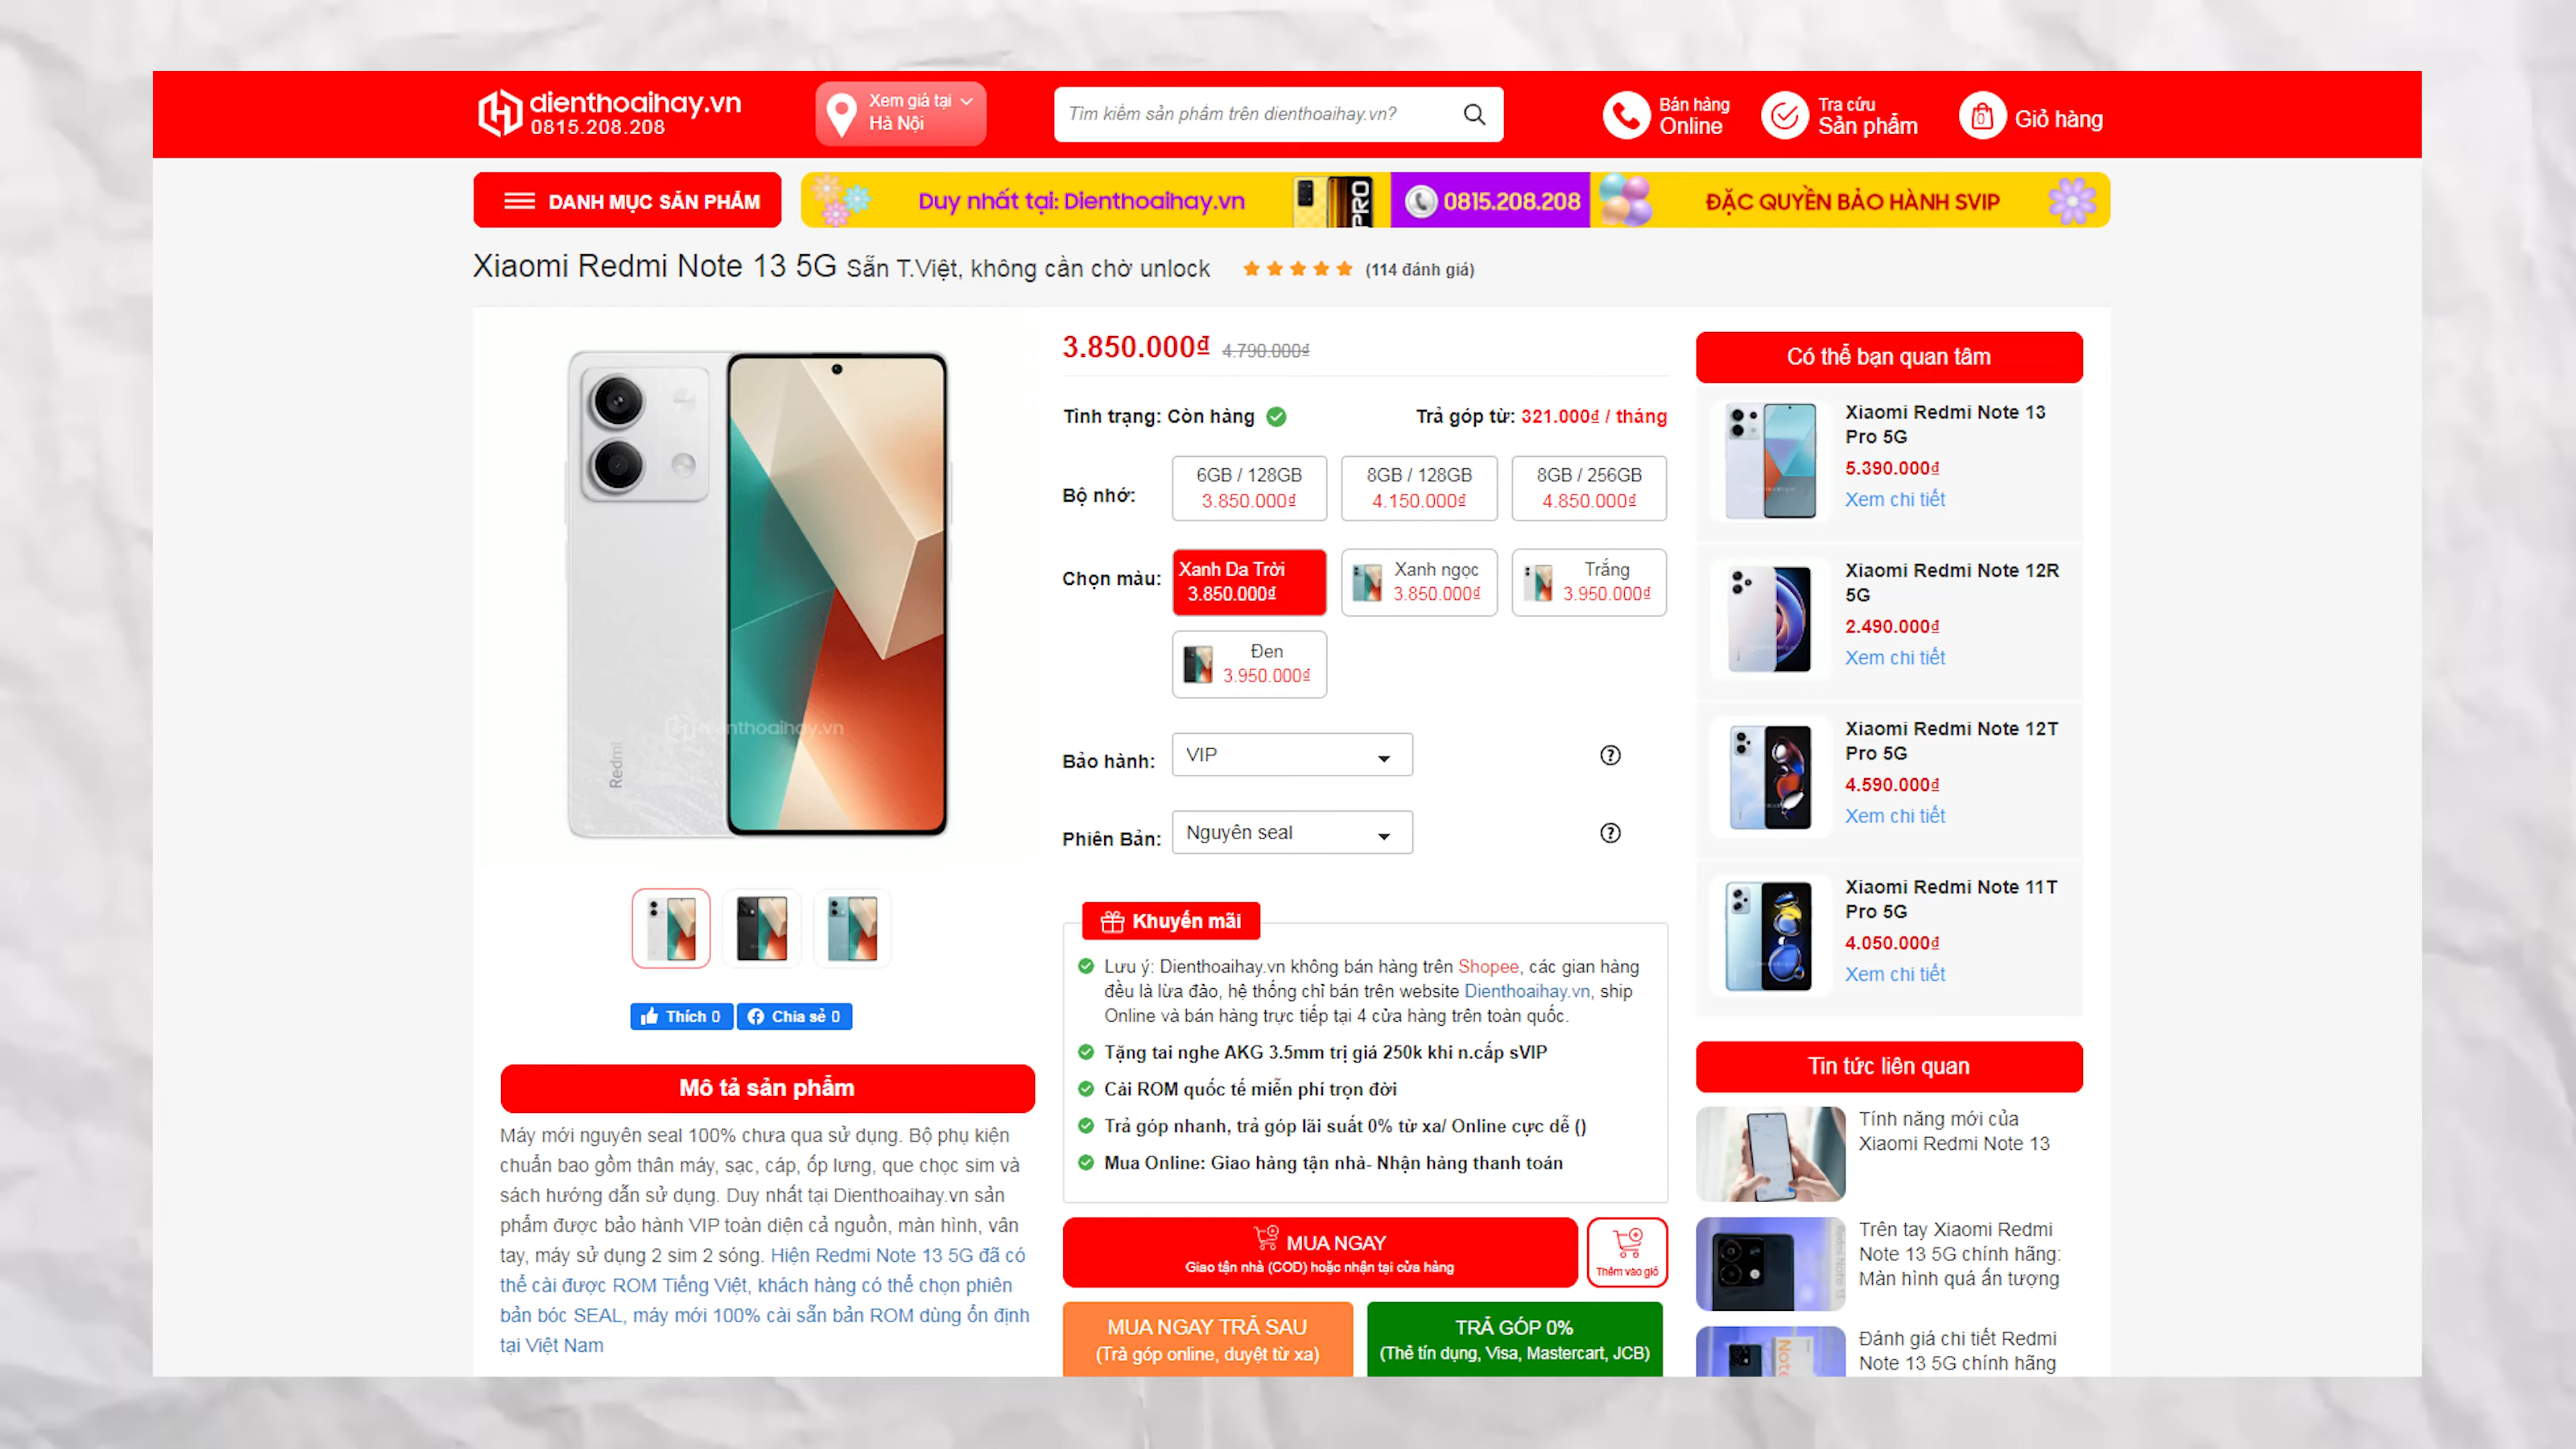 dienthoaihay.vn
0815.208.208
Xem giá tại
Hà Nội
Tìm kiếm sản phẩm trên dienthoaihay.vn?
Bán hàng
Online
Tra cứu
Sản phẩm
0
Giỏ hàng
DANH MỤC SẢN PHẨM
Duy nhất tại: Dienthoaihay.vn
PRO
0815.208.208
ĐẶC QUYỀN BẢO HÀNH SVIP
Xiaomi Redmi Note 13 5G Sẵn T.Việt, không cần chờ unlock
(114 đánh giá)
Redmi
dienthoaihay.vn
Thích 0
Chia sẻ 0
Mô tả sản phẩm
Máy mới nguyên seal 100% chưa qua sử dụng. Bộ phụ kiện
chuẩn bao gồm thân máy, sạc, cáp, ốp lưng, que chọc sim và
sách hướng dẫn sử dụng. Duy nhất tại Dienthoaihay.vn sản
phẩm được bảo hành VIP toàn diện cả nguồn, màn hình, vân
tay, máy sử dụng 2 sim 2 sóng. Hiện Redmi Note 13 5G đã có
thể cài được ROM Tiếng Việt, khách hàng có thể chọn phiên
bản bóc SEAL, máy mới 100% cài sẵn bản ROM dùng ổn định
tại Việt Nam
3.850.000₫ 4.790.000₫
Tình trạng: Còn hàng
Trả góp từ: 321.000₫ / tháng
Bộ nhớ:
6GB / 128GB
3.850.000₫
8GB / 128GB
4.150.000₫
8GB / 256GB
4.850.000₫
Chọn màu:
Xanh Da Trời
3.850.000₫
Xanh ngọc
3.850.000₫
Trắng
3.950.000₫
Đen
3.950.000₫
Bảo hành:
VIP
?
Phiên Bản:
Nguyên seal
?
Khuyến mãi
Lưu ý: Dienthoaihay.vn không bán hàng trên Shopee, các gian hàng
đều là lừa đảo, hệ thống chỉ bán trên website Dienthoaihay.vn, ship
Online và bán hàng trực tiếp tại 4 cửa hàng trên toàn quốc.
Tặng tai nghe AKG 3.5mm trị giá 250k khi n.cấp sVIP
Cài ROM quốc tế miễn phí trọn đời
Trả góp nhanh, trả góp lãi suất 0% từ xa/ Online cực dễ ()
Mua Online: Giao hàng tận nhà- Nhận hàng thanh toán
MUA NGAY
Giao tận nhà (COD) hoặc nhận tại cửa hàng
Thêm vào giỏ
MUA NGAY TRẢ SAU
(Trả góp online, duyệt từ xa)
TRẢ GÓP 0%
(Thẻ tín dụng, Visa, Mastercart, JCB)
Có thể bạn quan tâm
Xiaomi Redmi Note 13
Pro 5G
5.390.000₫
Xem chi tiết
Xiaomi Redmi Note 12R
5G
2.490.000₫
Xem chi tiết
Xiaomi Redmi Note 12T
Pro 5G
4.590.000₫
Xem chi tiết
Xiaomi Redmi Note 11T
Pro 5G
4.050.000₫
Xem chi tiết
Tin tức liên quan
Tính năng mới của
Xiaomi Redmi Note 13
Trên tay Xiaomi Redmi
Note 13 5G chính hãng:
Màn hình quá ấn tượng
Đánh giá chi tiết Redmi
Note 13 5G chính hãng